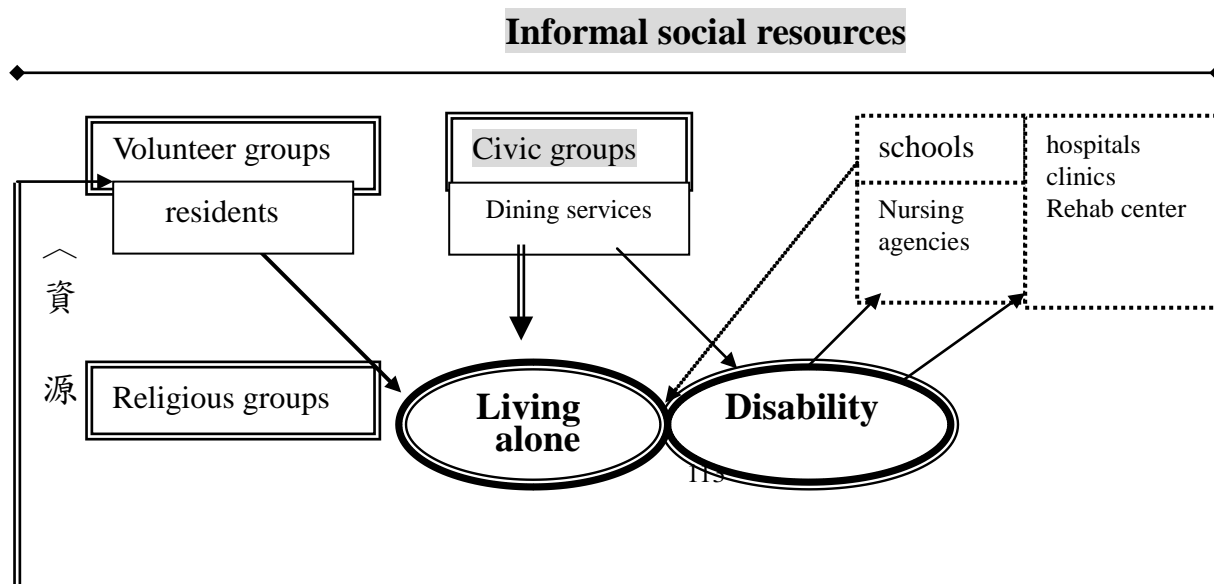 Informal social resources
Volunteer groups
residents
Civic groups
Dining services
schools
Nursing
agencies
hospitals
clinics
Rehab center
〈
資
源
Religious groups
Living
alone
Disability